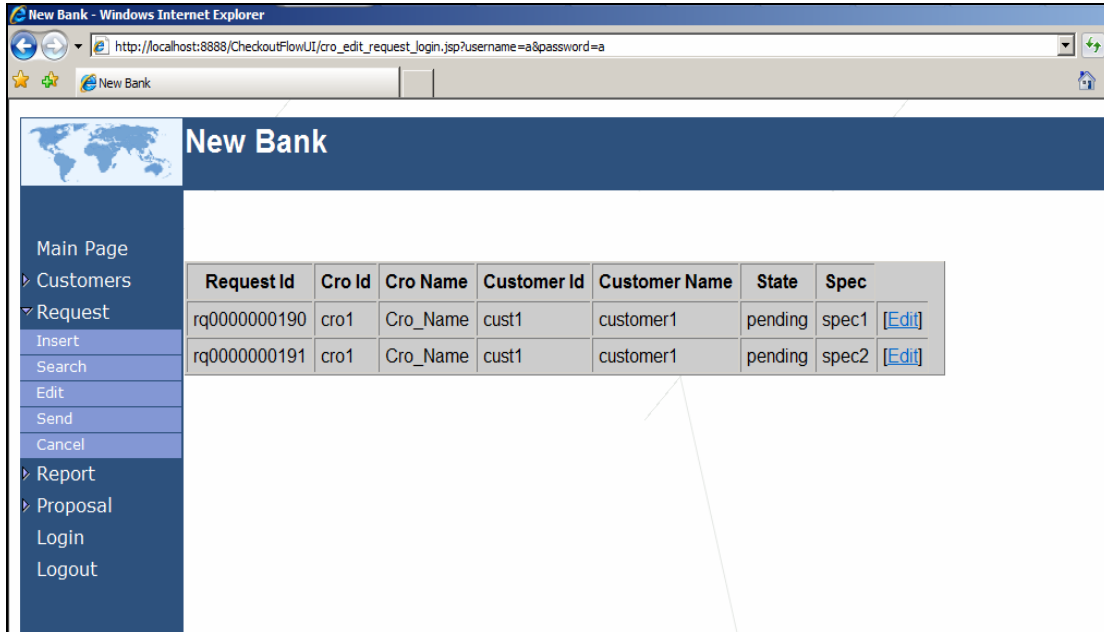 New Bank - Windows Internet Explorer
http://localhost:8888/CheckoutFlowUI/cro_edit_request_login.jsp?username=a&password=a
New Bank
New Bank
Main Page
Customers
Request
Insert
Search
Edit
Send
Cancel
Report
Proposal
Login
Logout
Request Id Cro Id Cro Name Customer Id Customer Name State Spec
rq0000000190 cro1 Cro_Name cust1 customer1 pending spec1 [Edit]
rq0000000191 cro1 Cro_Name cust1 customer1 pending spec2 [Edit]